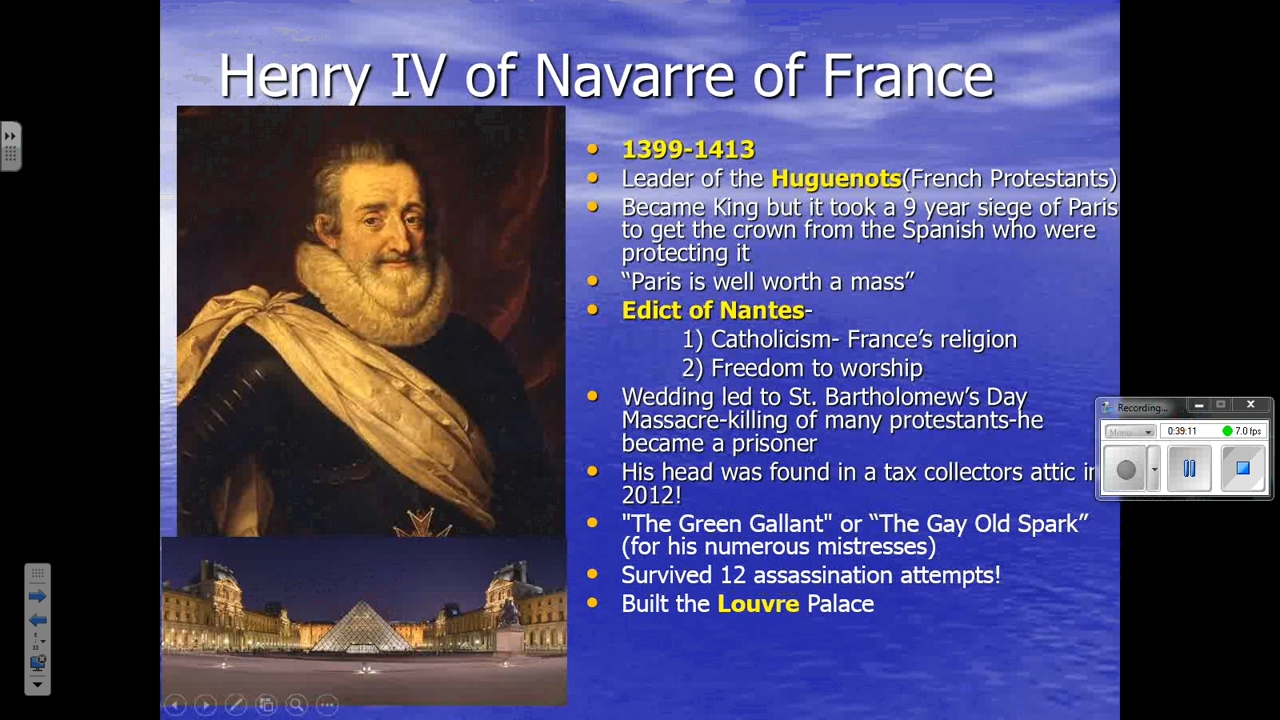 Henry IV of Navarre of France
1399-1413
Leader of the Huguenots(French Protestants)
Became King but it took a 9 year siege of Paris
to get the crown from the Spanish who were
protecting it
“Paris is well worth a mass”
Edict of Nantes-
1) Catholicism- France’s religion
2) Freedom to worship
Wedding led to St. Bartholomew’s Day
Massacre-killing of many protestants-he
became a prisoner
His head was found in a tax collectors attic in
2012!
"The Green Gallant" or “The Gay Old Spark”
(for his numerous mistresses)
Survived 12 assassination attempts!
Built the Louvre Palace
Recording...
Menu
0:39:11
7.0 fps